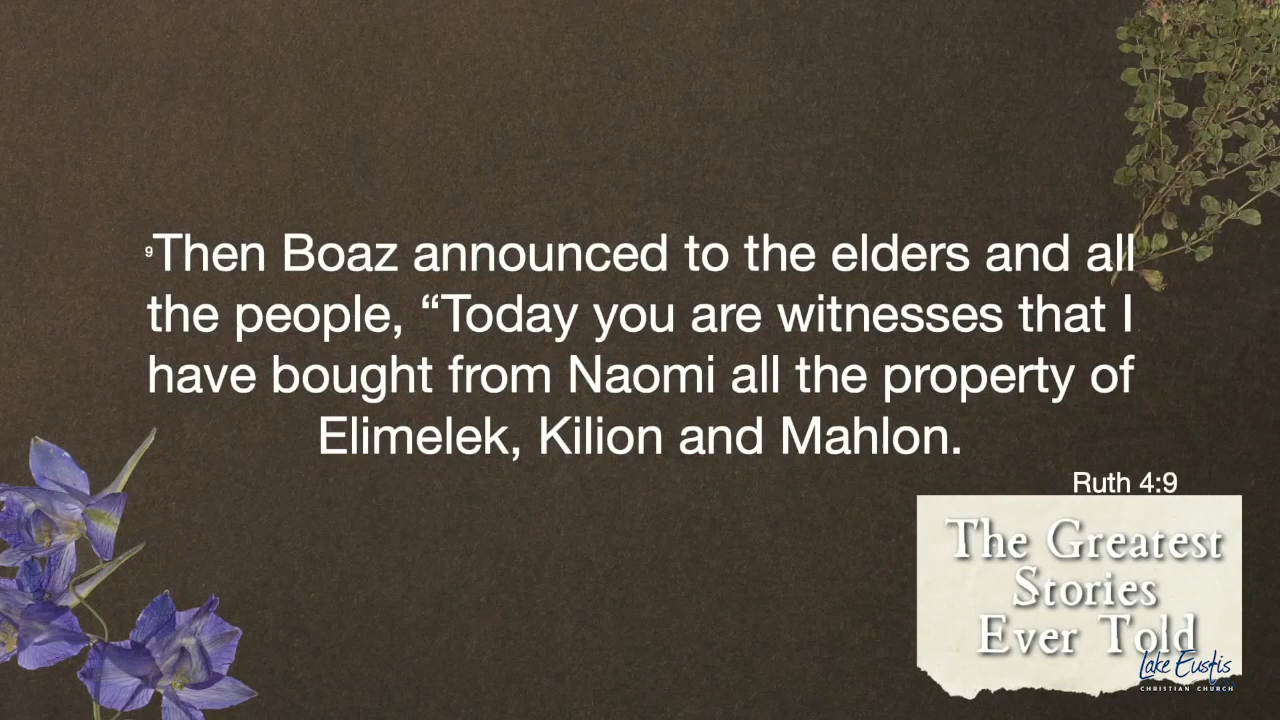 9Then Boaz announced to the elders and all
the people, “Today you are witnesses that I
have bought from Naomi all the property of
Elimelek, Kilion and Mahlon.
Ruth 4:9
The Greatest
Stories
Ever Told
Lake Eustis
CHRISTIAN CHURCH